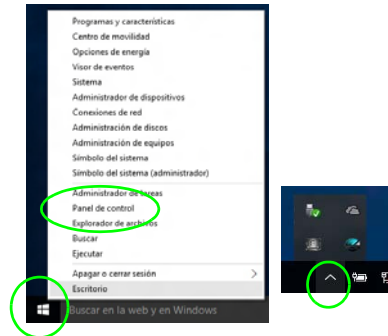 Programas y características
Centro de movilidad
Opciones de energía
Visor de eventos
Sistema
Administrador de dispositivos
Conexiones de red
Administración de discos
Administración de equipos
Símbolo del sistema
Símbolo del sistema (administrador)
Administrador de tareas
Panel de control
Explorador de archivos
Buscar
Ejecutar
Apagar o cerrar sesión
Escritorio
Buscar en la web y en Windows